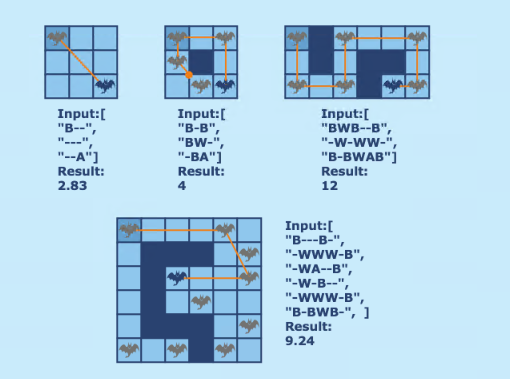 Input:[
"B--",
"---",
"--A"]
Result:
2.83
Input:[
"B-B",
"BW-",
"-BA"]
Result:
4
Input:[
"BWB--B",
"-W-WW-",
"B-BWAB"]
Result:
12
Input:[
"B---B-",
"-WWW-B",
"-WA--B",
"-W-B--",
"-WWW-B",
"B-BWB-", ]
Result:
9.24